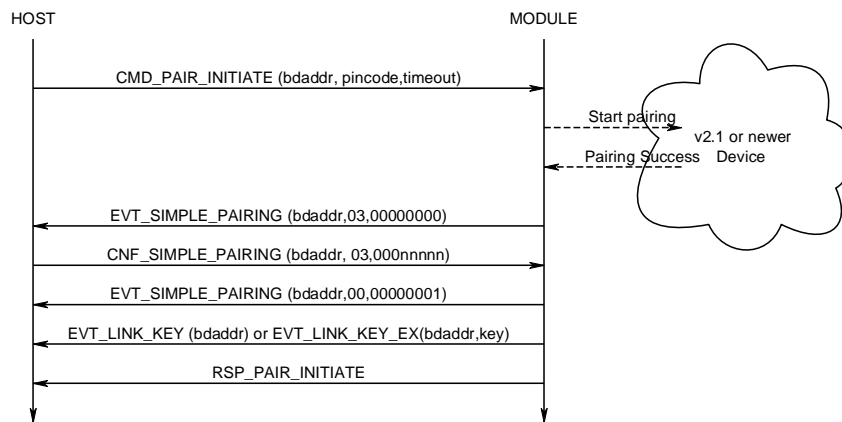 HOST
MODULE
CMD_PAIR_INITIATE (bdaddr, pincode,timeout)
Start pairing
v2.1 or newer
Device
Pairing Success
EVT_SIMPLE_PAIRING (bdaddr,03,00000000)
CNF_SIMPLE_PAIRING (bdaddr, 03,000nnnnn)
EVT_SIMPLE_PAIRING (bdaddr,00,00000001)
EVT_LINK_KEY (bdaddr) or EVT_LINK_KEY_EX(bdaddr,key)
RSP_PAIR_INITIATE